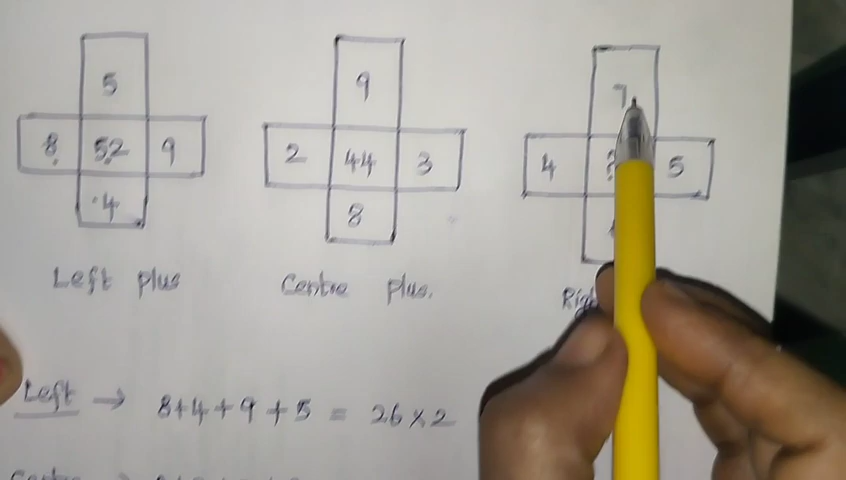 5 9 7
8 52 9 2 44 3 4 ? 5
4 8
Left plus Centre plus.
Left → 8+4+9+5 = 26×2